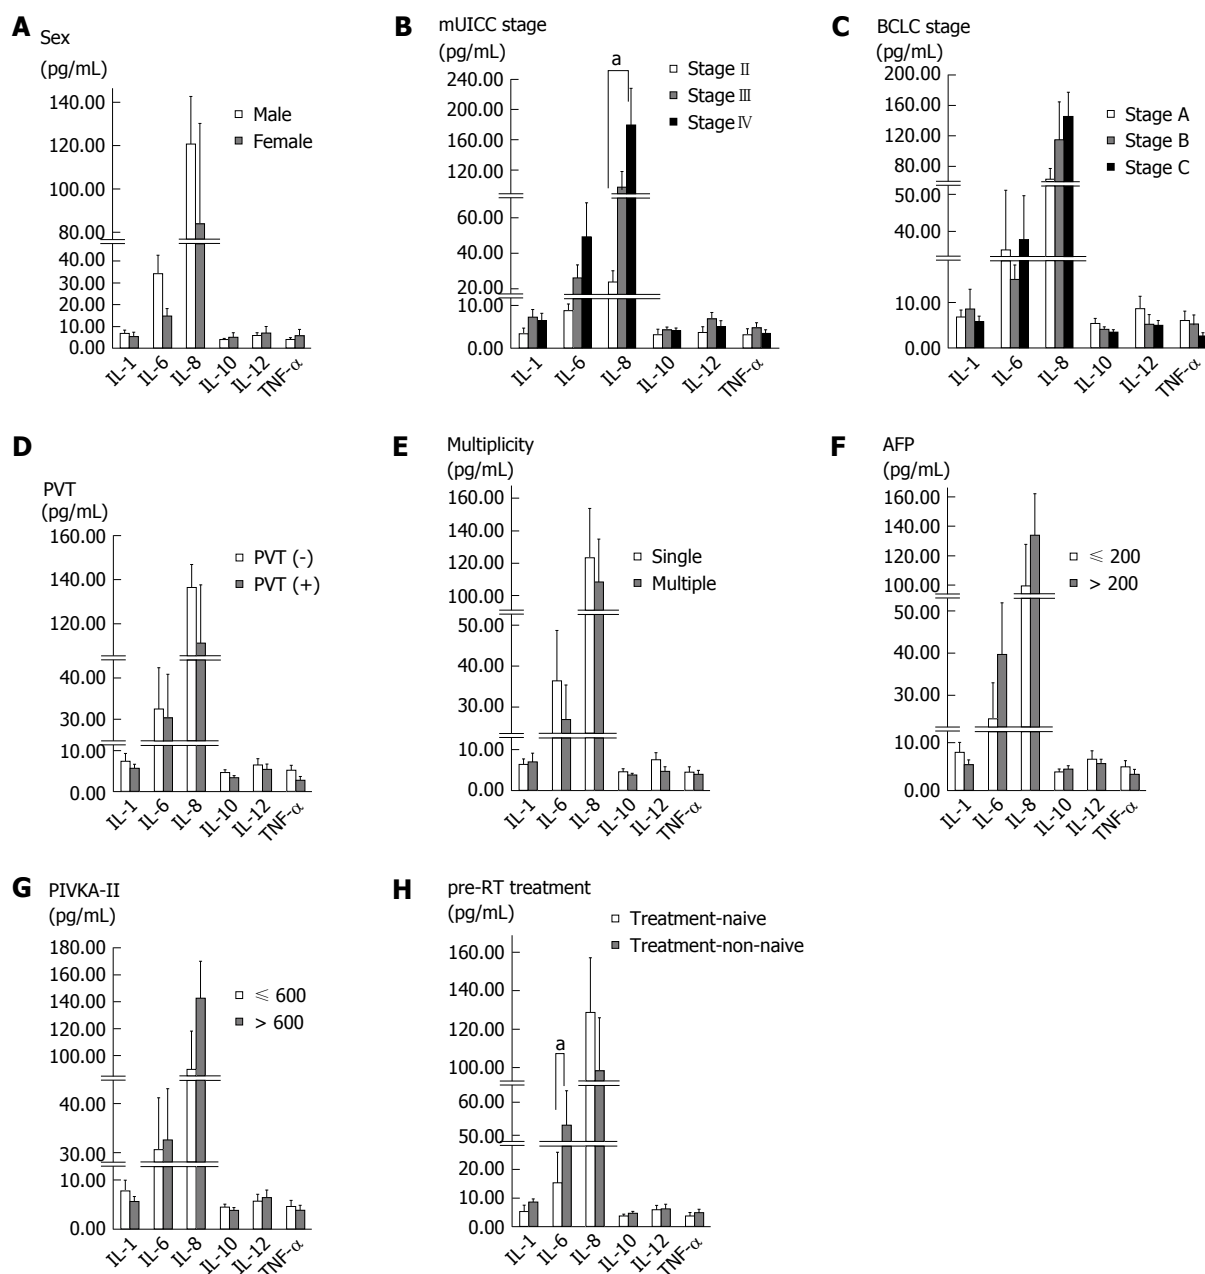 A
Sex
(pg/mL)
140.00
120.00
100.00
80.00
40.00
30.00
20.00
10.00
0.00
Male
Female
IL-1
IL-6
IL-8
IL-10
IL-12
TNF-α
B
mUICC stage
(pg/mL)
240.00
200.00
160.00
120.00
60.00
40.00
20.00
10.00
0.00
a
Stage Ⅱ
Stage Ⅲ
Stage Ⅳ
IL-1
IL-6
IL-8
IL-10
IL-12
TNF-α
C
BCLC stage
(pg/mL)
200.00
160.00
120.00
80.00
50.00
40.00
10.00
0.00
Stage A
Stage B
Stage C
IL-1
IL-6
IL-8
IL-10
IL-12
TNF-α
D
PVT
(pg/mL)
160.00
140.00
120.00
40.00
30.00
10.00
0.00
PVT (-)
PVT (+)
IL-1
IL-6
IL-8
IL-10
IL-12
TNF-α
E
Multiplicity
(pg/mL)
160.00
140.00
120.00
100.00
50.00
40.00
30.00
10.00
0.00
Single
Multiple
IL-1
IL-6
IL-8
IL-10
IL-12
TNF-α
F
AFP
(pg/mL)
160.00
140.00
120.00
100.00
50.00
40.00
30.00
10.00
0.00
≤ 200
> 200
IL-1
IL-6
IL-8
IL-10
IL-12
TNF-α
G
PIVKA-II
(pg/mL)
180.00
160.00
140.00
120.00
100.00
90.00
40.00
30.00
10.00
0.00
≤ 600
> 600
IL-1
IL-6
IL-8
IL-10
IL-12
TNF-α
H
pre-RT treatment
(pg/mL)
160.00
140.00
120.00
100.00
60.00
50.00
20.00
10.00
0.00
a
Treatment-naive
Treatment-non-naive
IL-1
IL-6
IL-8
IL-10
IL-12
TNF-α